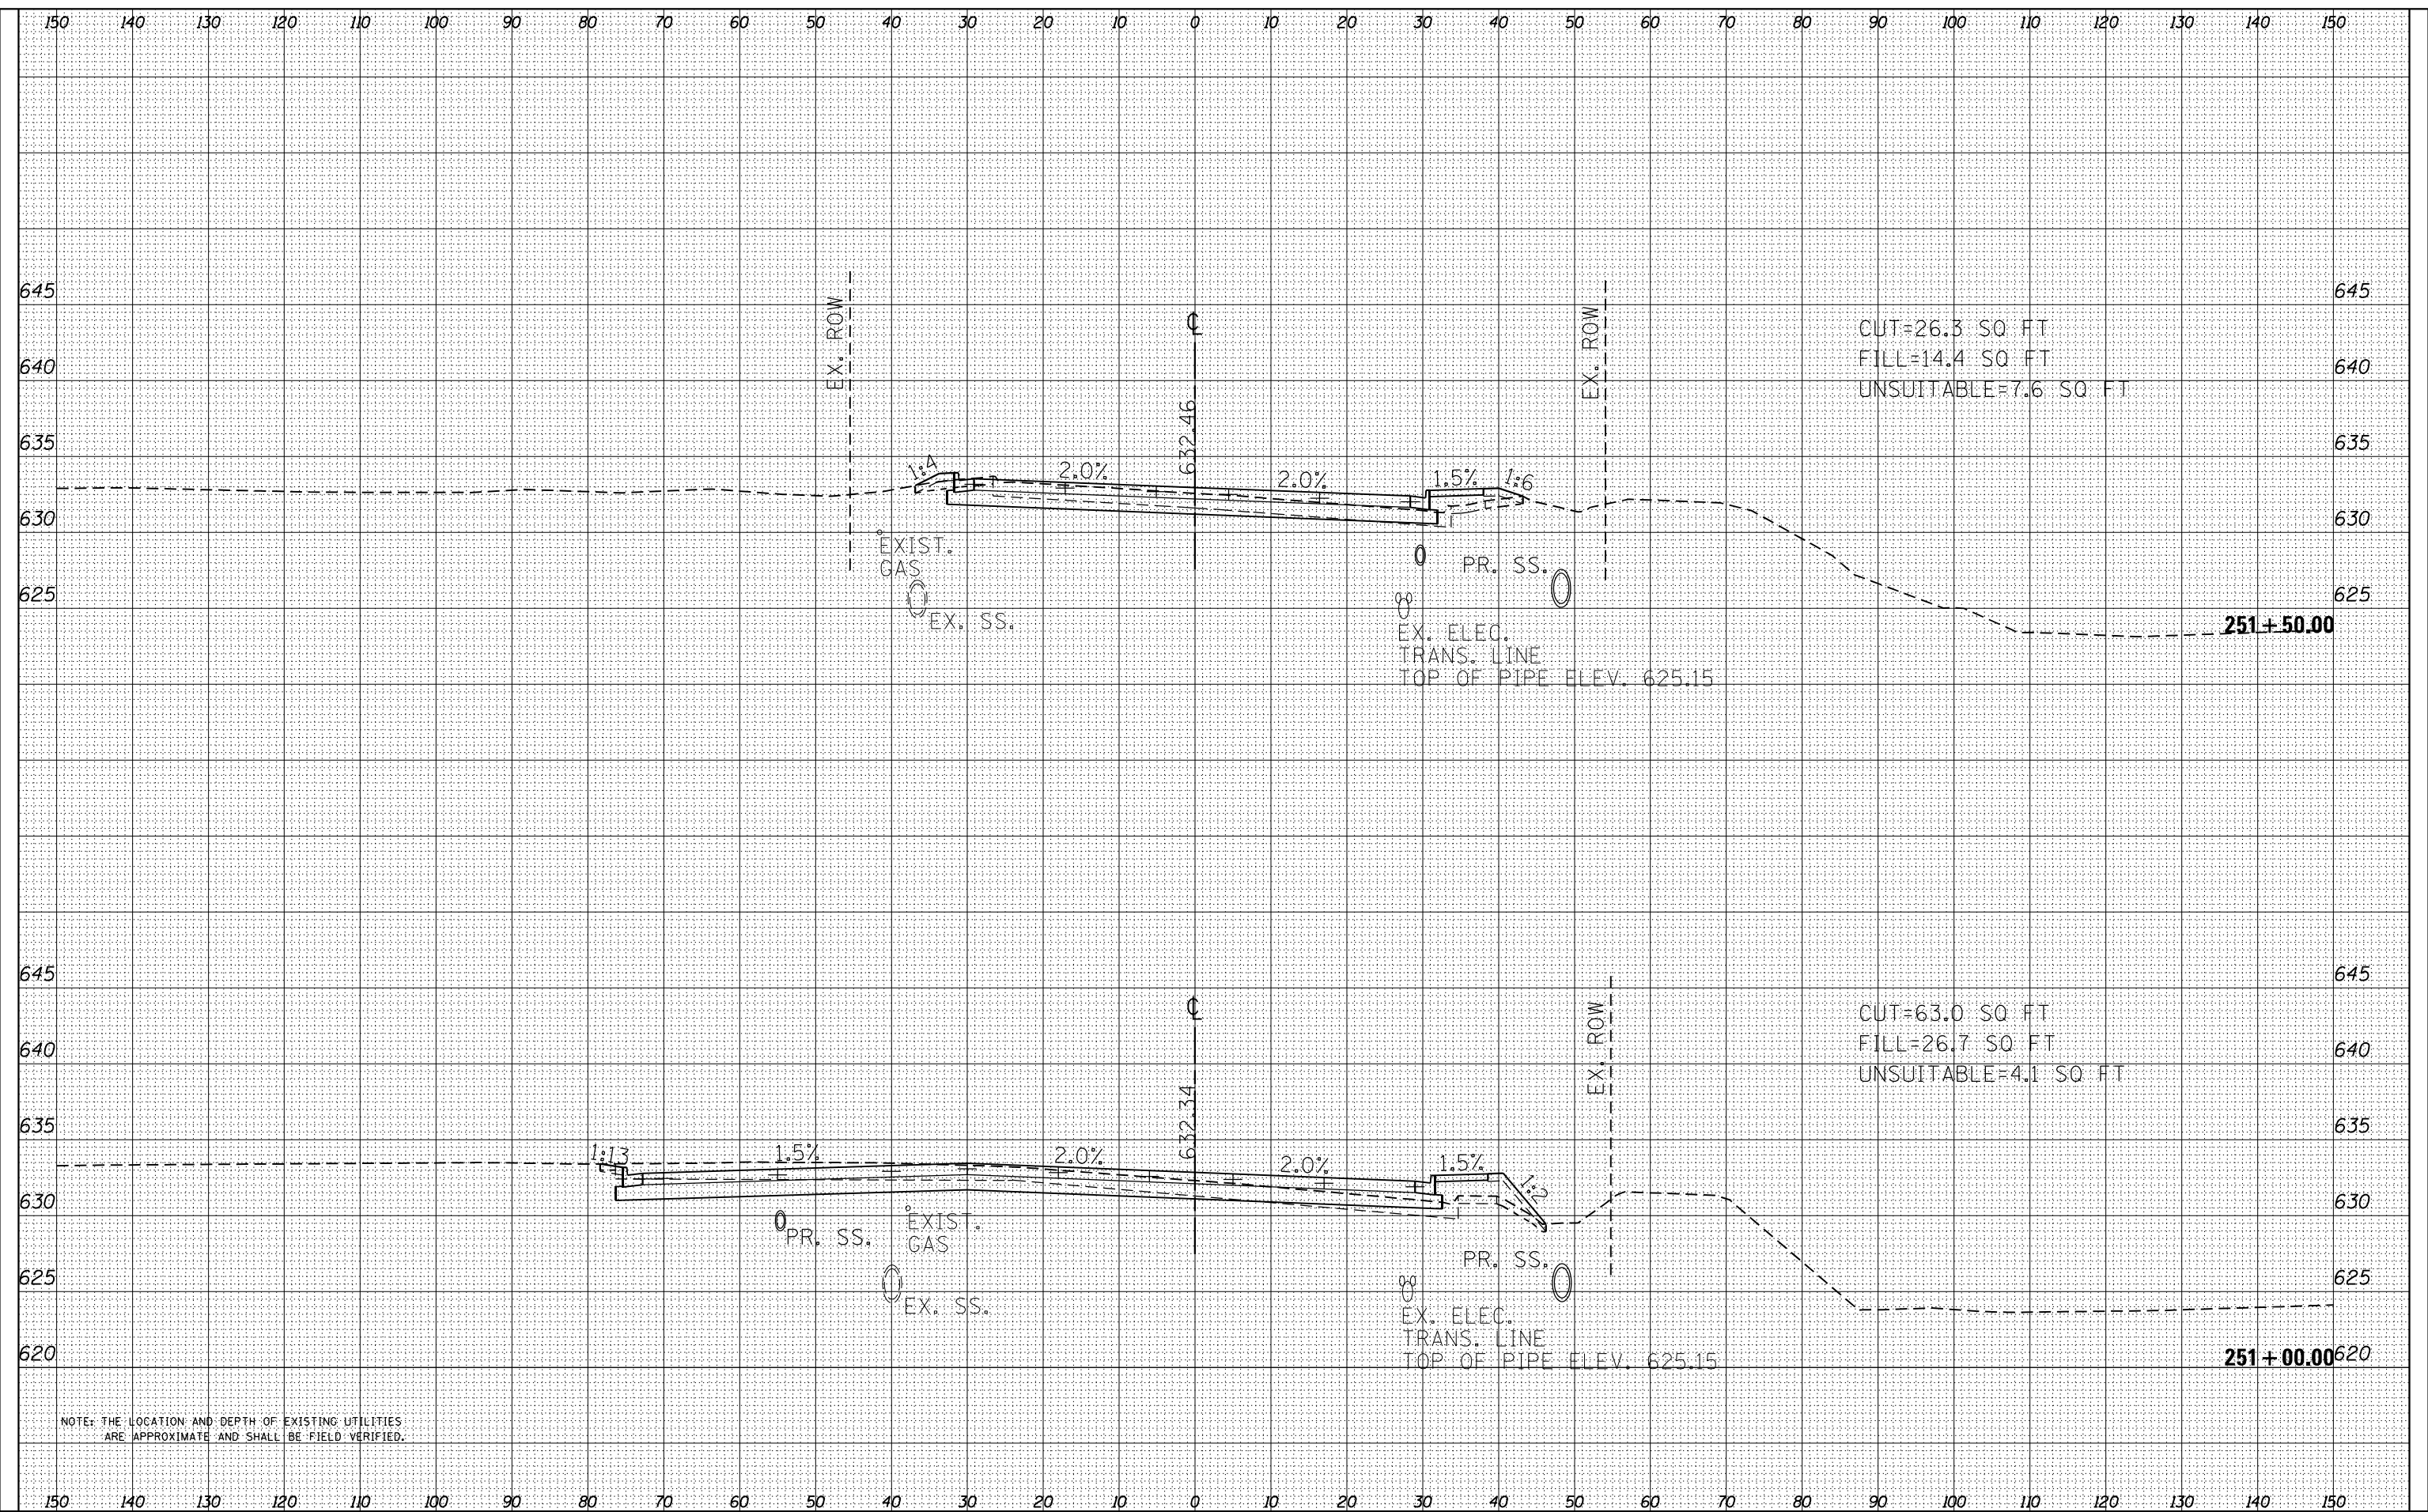 150 140 130 120 110 100 90 80 70 60 50 40 30 20 10 0 10 20 30 40 50 60 70 80 90 100 110 120 130 140 150
645 645
EX. ROW
EX. ROW
℄
CUT=26.3 SQ FT
FILL=14.4 SQ FT
UNSUITABLE=7.6 SQ FT
640 640
632.46
635 635
1:4 2.0% 2.0% 1.5% 1:6
630 630
EXIST.
GAS
PR. SS.
625 625
EX. SS.
251+50.00
EX. ELEC.
TRANS. LINE
TOP OF PIPE ELEV. 625.15
645 645
℄
EX. ROW
CUT=63.0 SQ FT
FILL=26.7 SQ FT
UNSUITABLE=4.1 SQ FT
640 640
632.34
635 635
1:13 1.5% 2.0% 2.0% 1.5% 1:2
630 630
PR. SS.
EXIST.
GAS
PR. SS.
625 625
EX. SS.
EX. ELEC.
TRANS. LINE
TOP OF PIPE ELEV. 625.15
620 251+00.00 620
NOTE: THE LOCATION AND DEPTH OF EXISTING UTILITIES
ARE APPROXIMATE AND SHALL BE FIELD VERIFIED.
150 140 130 120 110 100 90 80 70 60 50 40 30 20 10 0 10 20 30 40 50 60 70 80 90 100 110 120 130 140 150